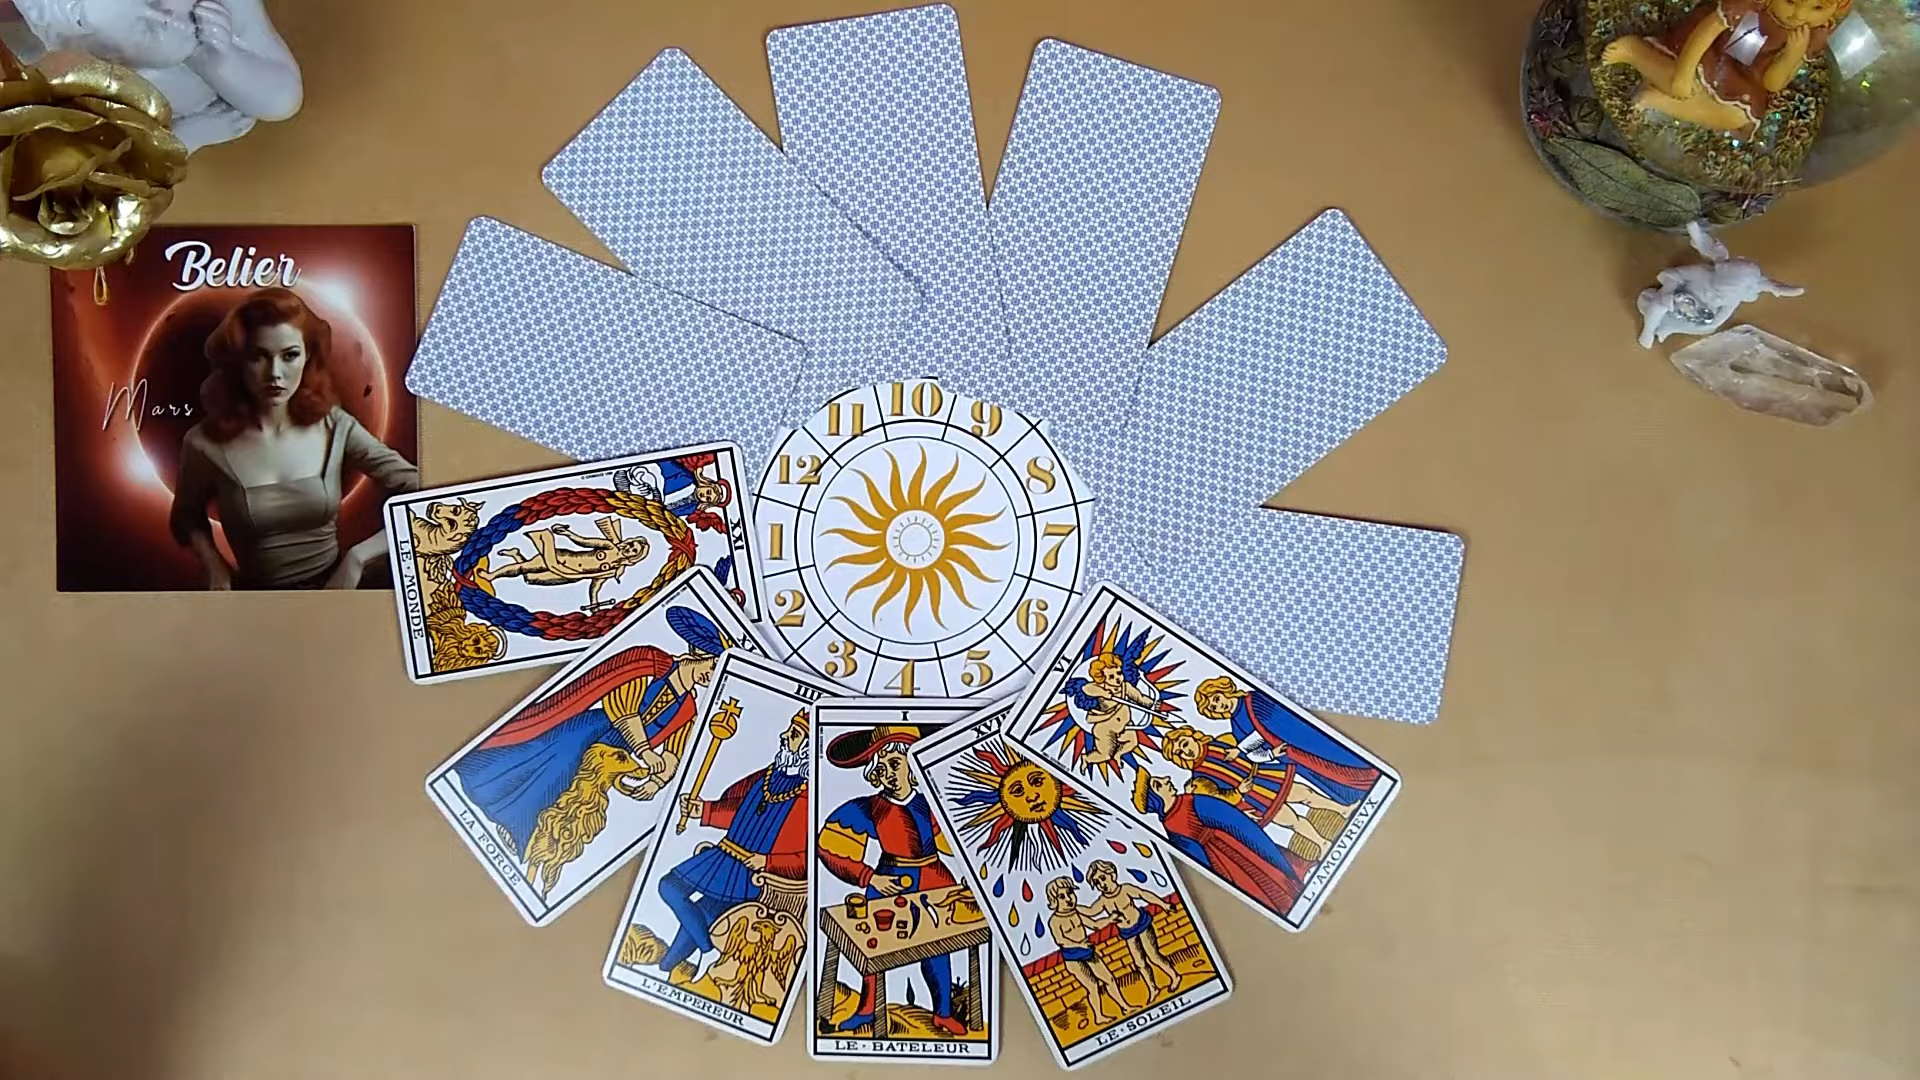 Belier
Mars
11 10 9
12 8
1 7
2 6
3 4 5
XXI
LE·MONDE
LA FORCE
IIII
L'EMPEREUR
I
LE·BATELEUR
LE·SOLEIL
VI
L'AMOVREVX